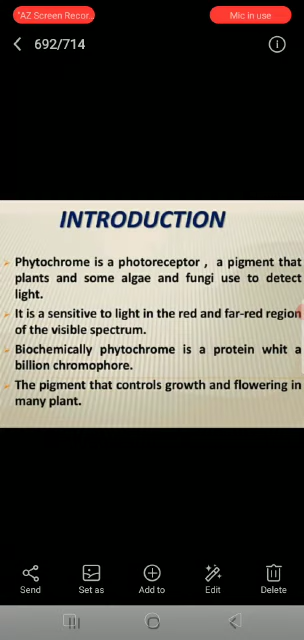 "AZ Screen Recor..
Mic in use
692/714
INTRODUCTION
Phytochrome is a photoreceptor , a pigment that
plants and some algae and fungi use to detect
light.
It is a sensitive to light in the red and far-red region
of the visible spectrum.
Biochemically phytochrome is a protein whit a
billion chromophore.
The pigment that controls growth and flowering in
many plant.
Send Set as Add to Edit Delete